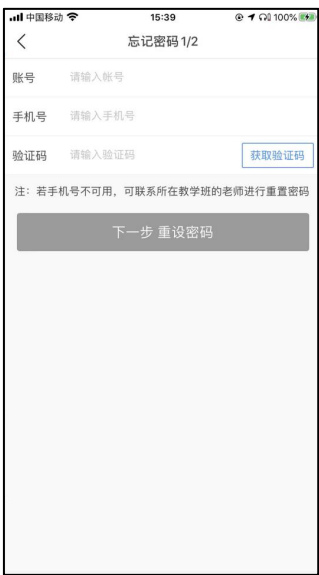 中国移动 15:39 100%
忘记密码1/2
账号 请输入帐号
手机号 请输入手机号
验证码 请输入验证码 获取验证码
注：若手机号不可用，可联系所在教学班的老师进行重置密码
下一步 重设密码